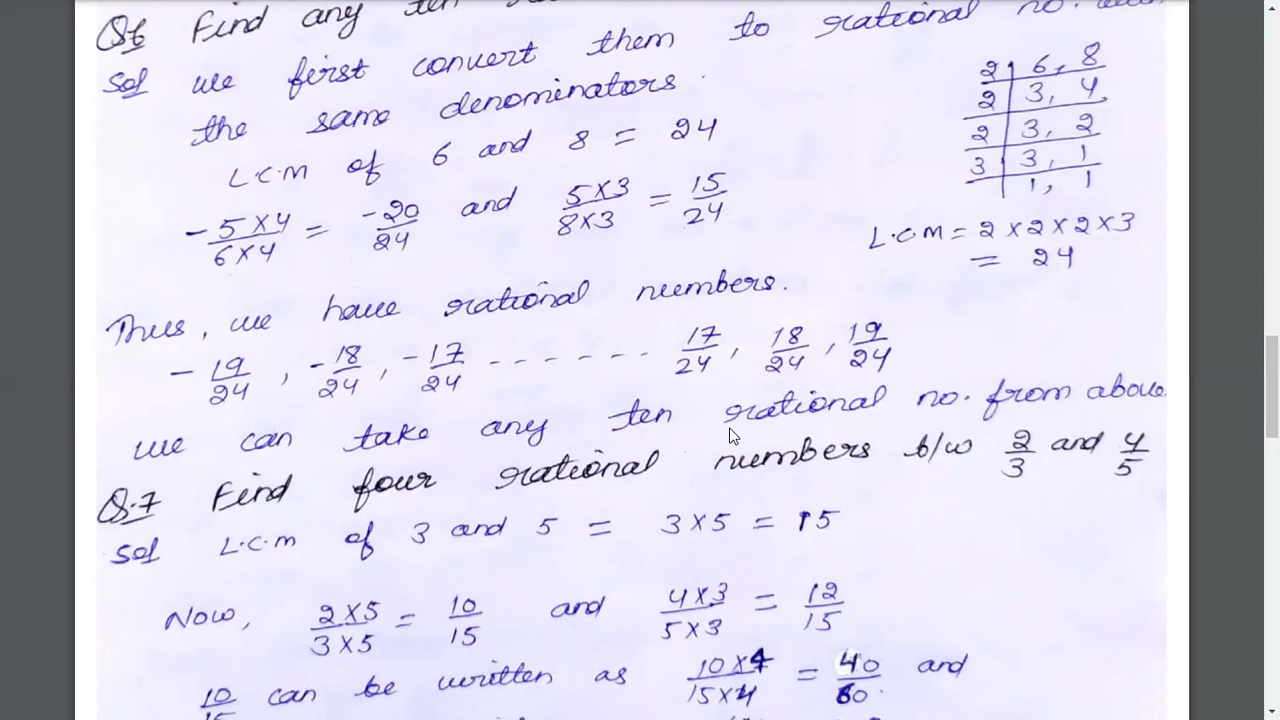 Q.6 Find any ten
Sol we first convert them to rational no. with
the same denominators.
L.C.M of 6 and 8 = 24
-5×4/6×4 = -20/24 and 5×3/8×3 = 15/24
2 | 6, 8
2 | 3, 4
2 | 3, 2
3 | 3, 1
1, 1
L.C.M = 2×2×2×3
= 24
Thus, we have rational numbers.
-19/24, -18/24, -17/24 ------- 17/24, 18/24, 19/24
we can take any ten rational no. from above
Q.7 Find four rational numbers b/w 2/3 and 4/5
Sol L.C.M of 3 and 5 = 3×5 = 15
Now, 2×5/3×5 = 10/15 and 4×3/5×3 = 12/15
10/15 can be written as 10×4/15×4 = 40/60 and